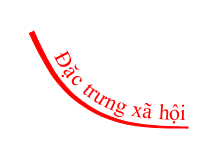 Đặc trưng xã hội